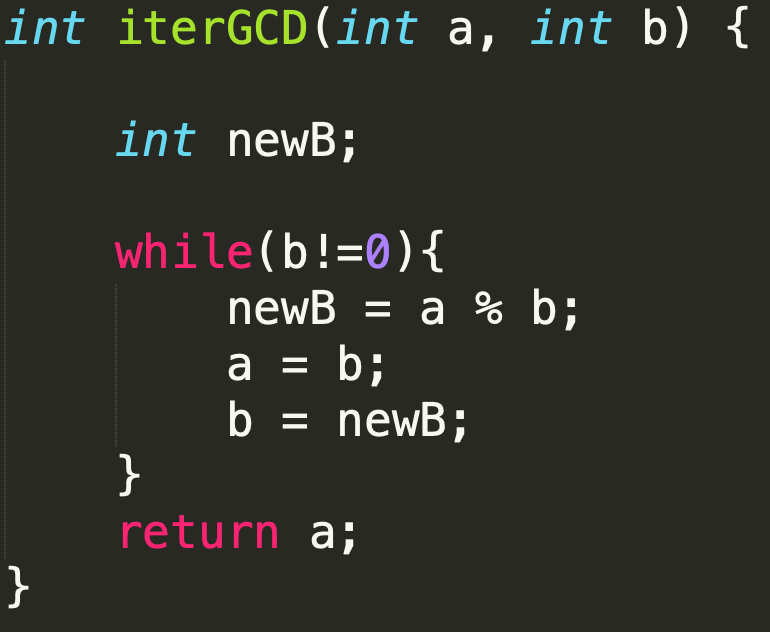 int iterGCD(int a, int b) {
int newB;
while(b!=0){
newB = a % b;
a = b;
b = newB;
}
return a;
}